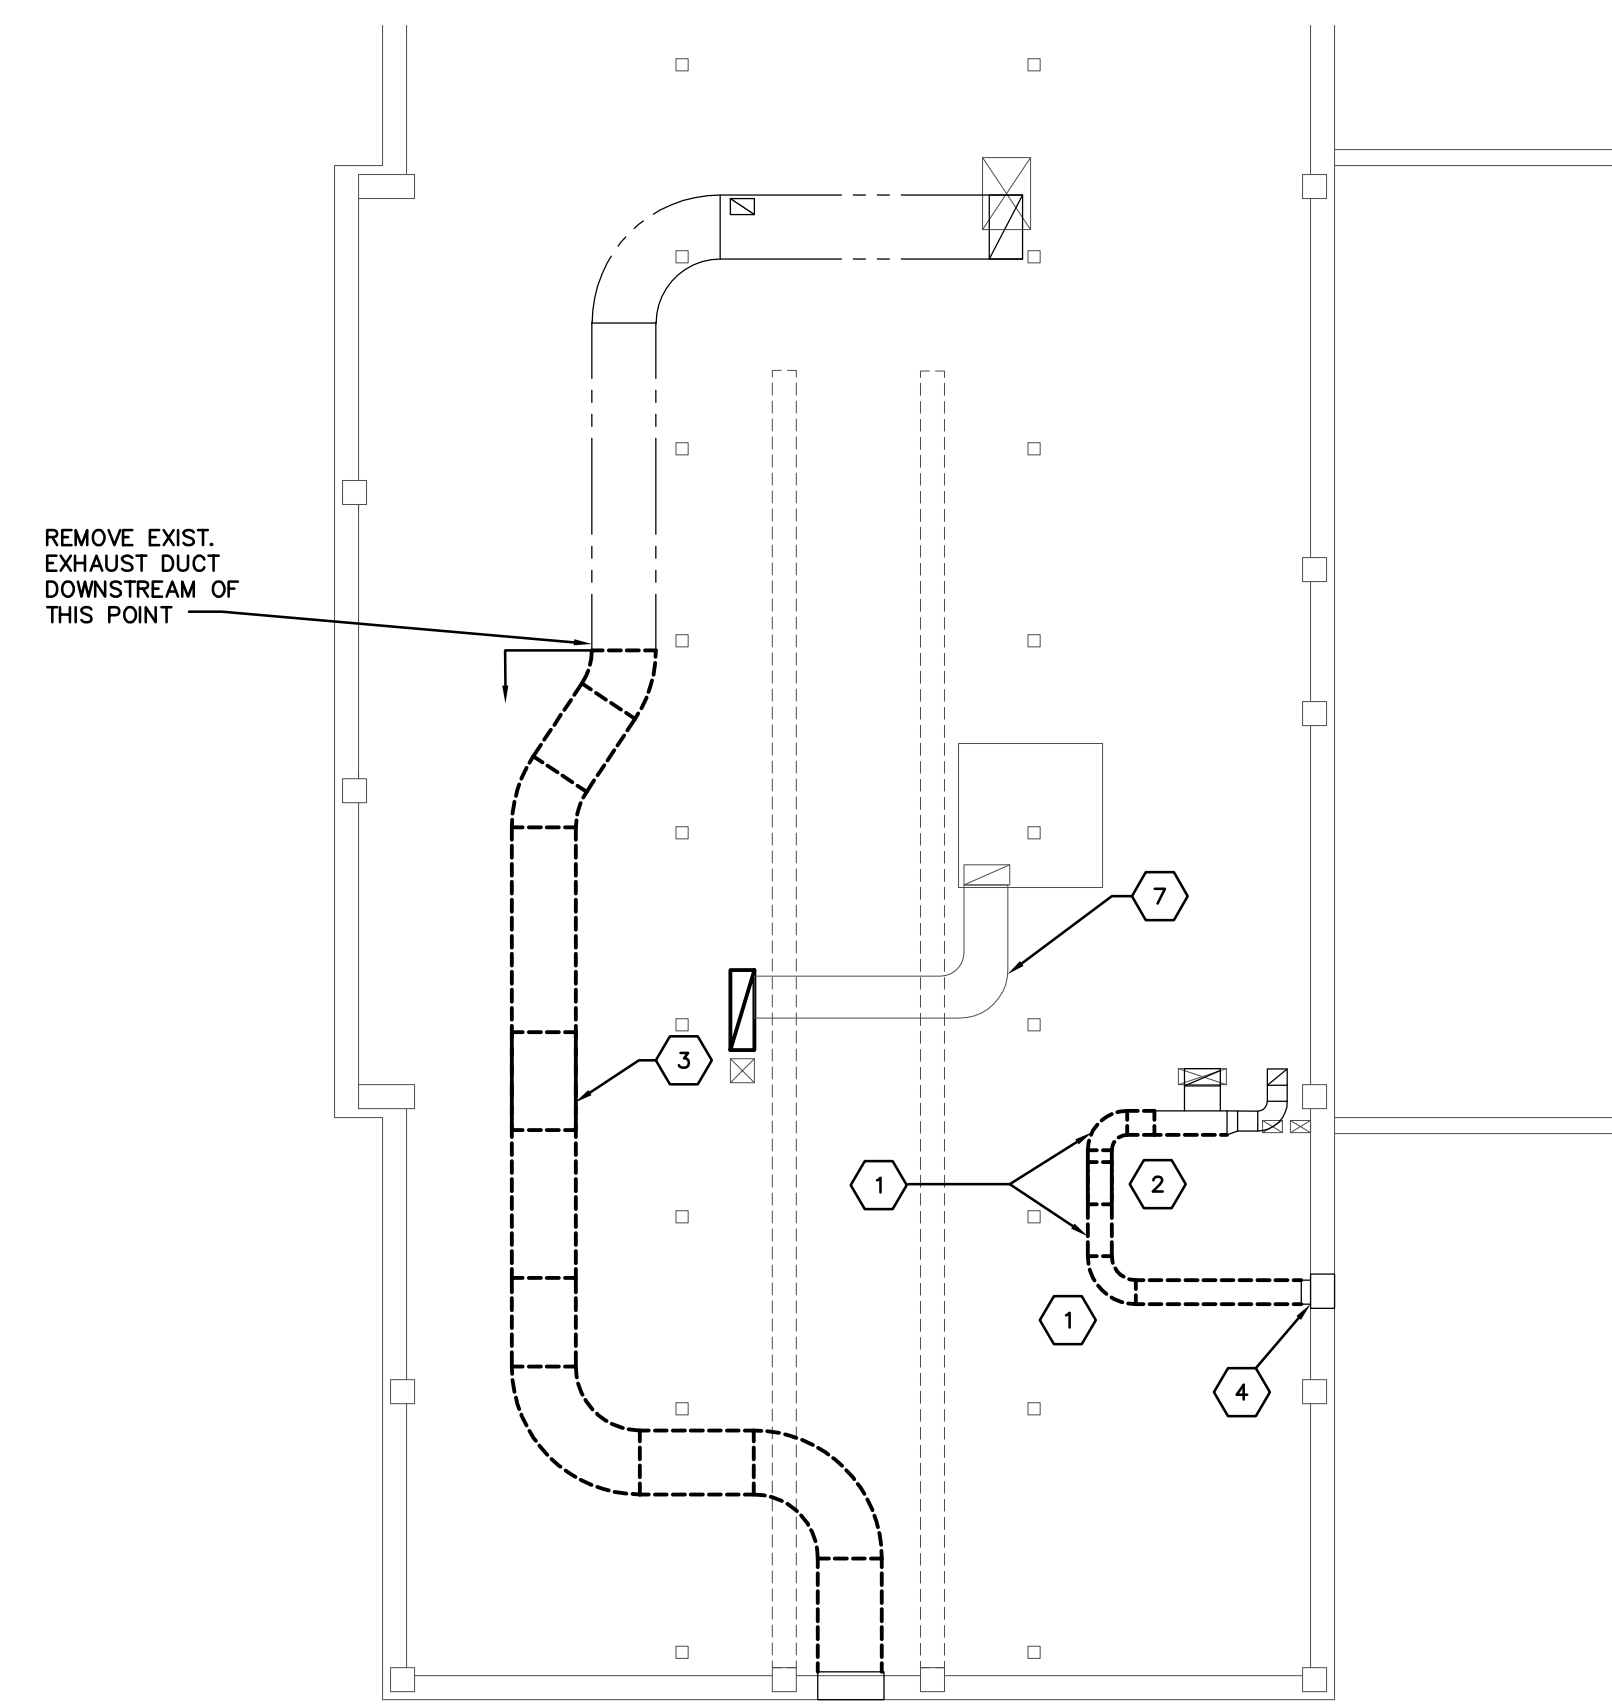 REMOVE EXIST.
EXHAUST DUCT
DOWNSTREAM OF
THIS POINT
7
3
1
2
1
4